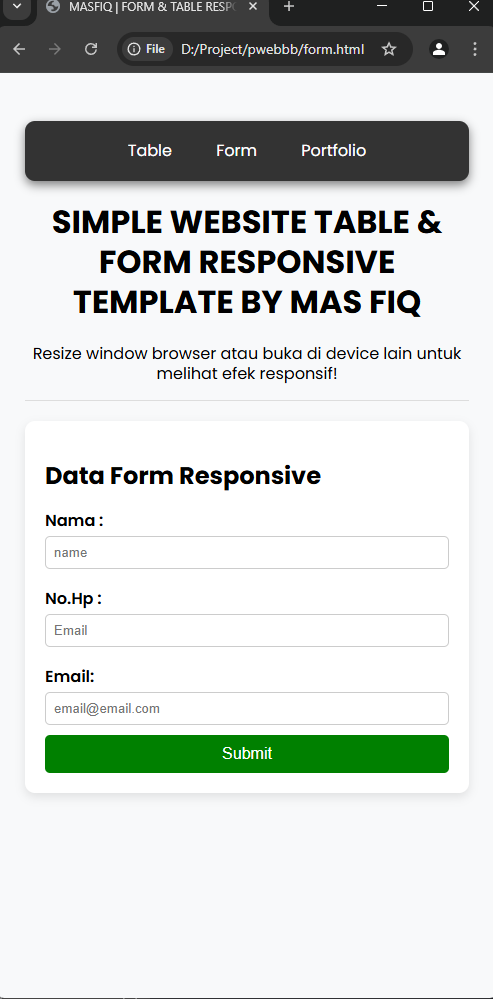 MASFIQ | FORM & TABLE RESP
File D:/Project/pwebbb/form.html
Table Form Portfolio
SIMPLE WEBSITE TABLE &
FORM RESPONSIVE
TEMPLATE BY MAS FIQ
Resize window browser atau buka di device lain untuk
melihat efek responsif!
Data Form Responsive
Nama :
name
No.Hp :
Email
Email:
email@email.com
Submit